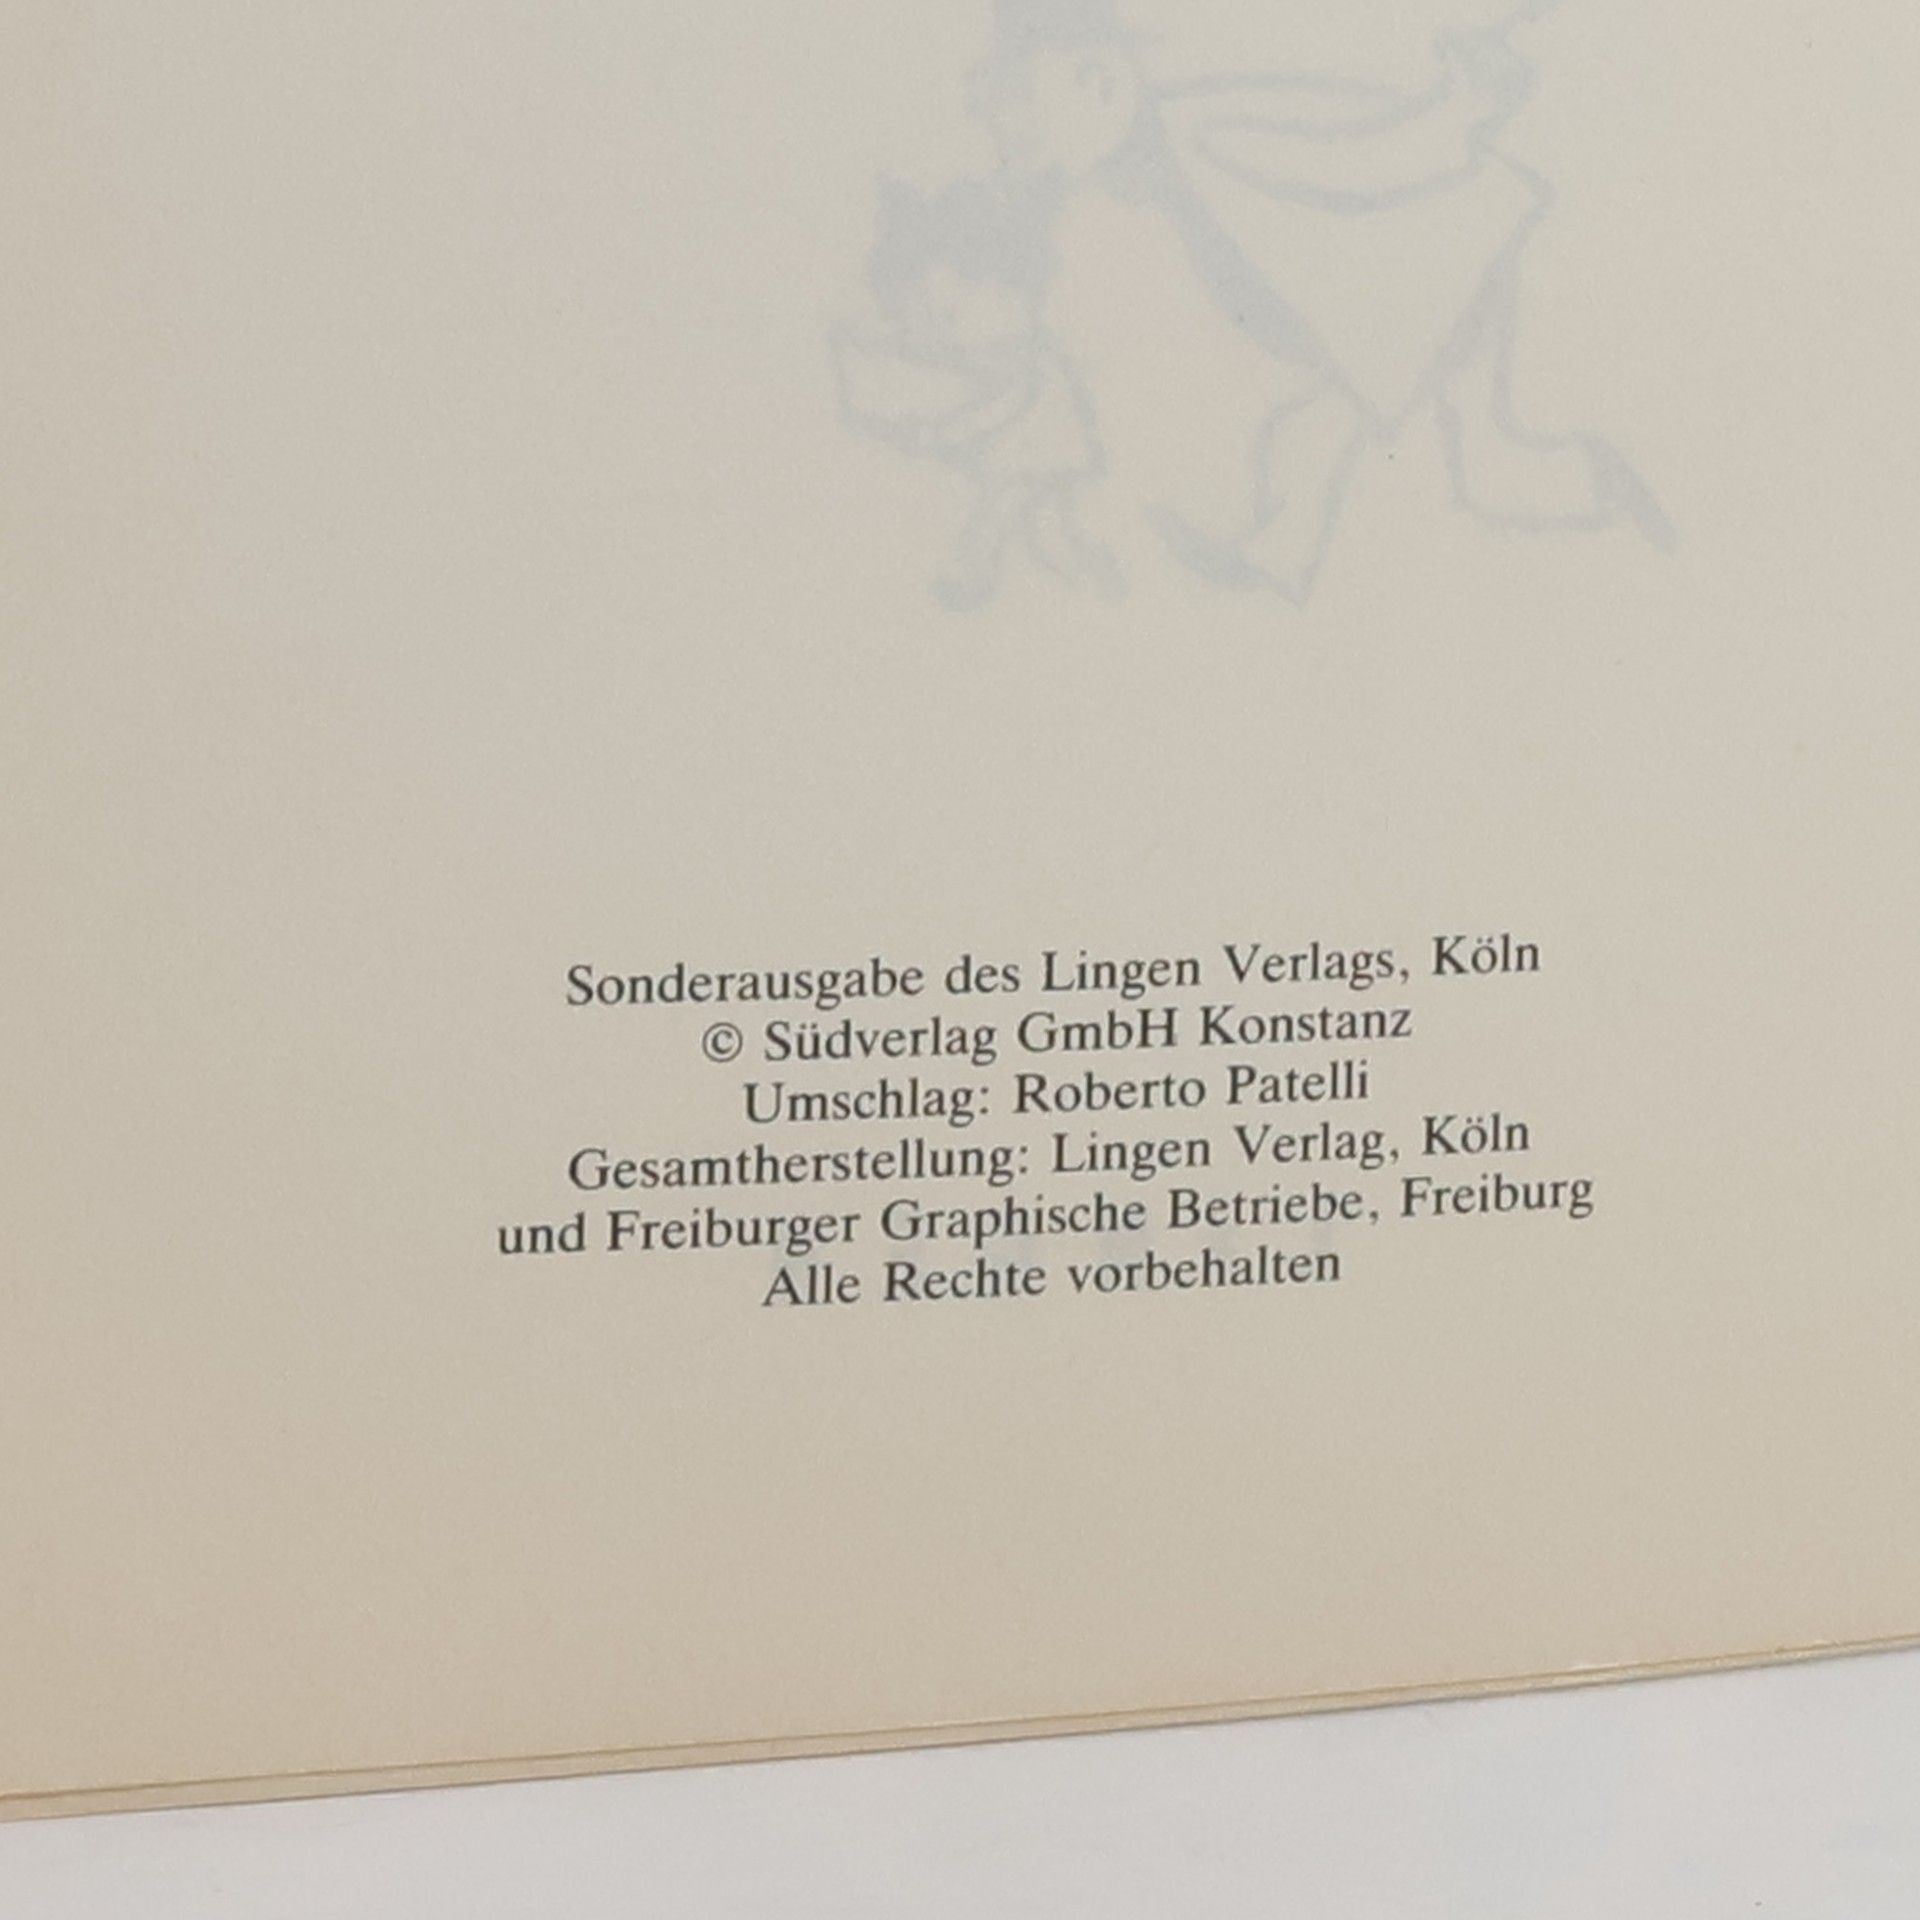 Sonderausgabe des Lingen Verlags, Köln
© Südverlag GmbH Konstanz
Umschlag: Roberto Patelli
Gesamtherstellung: Lingen Verlag, Köln
und Freiburger Graphische Betriebe, Freiburg
Alle Rechte vorbehalten